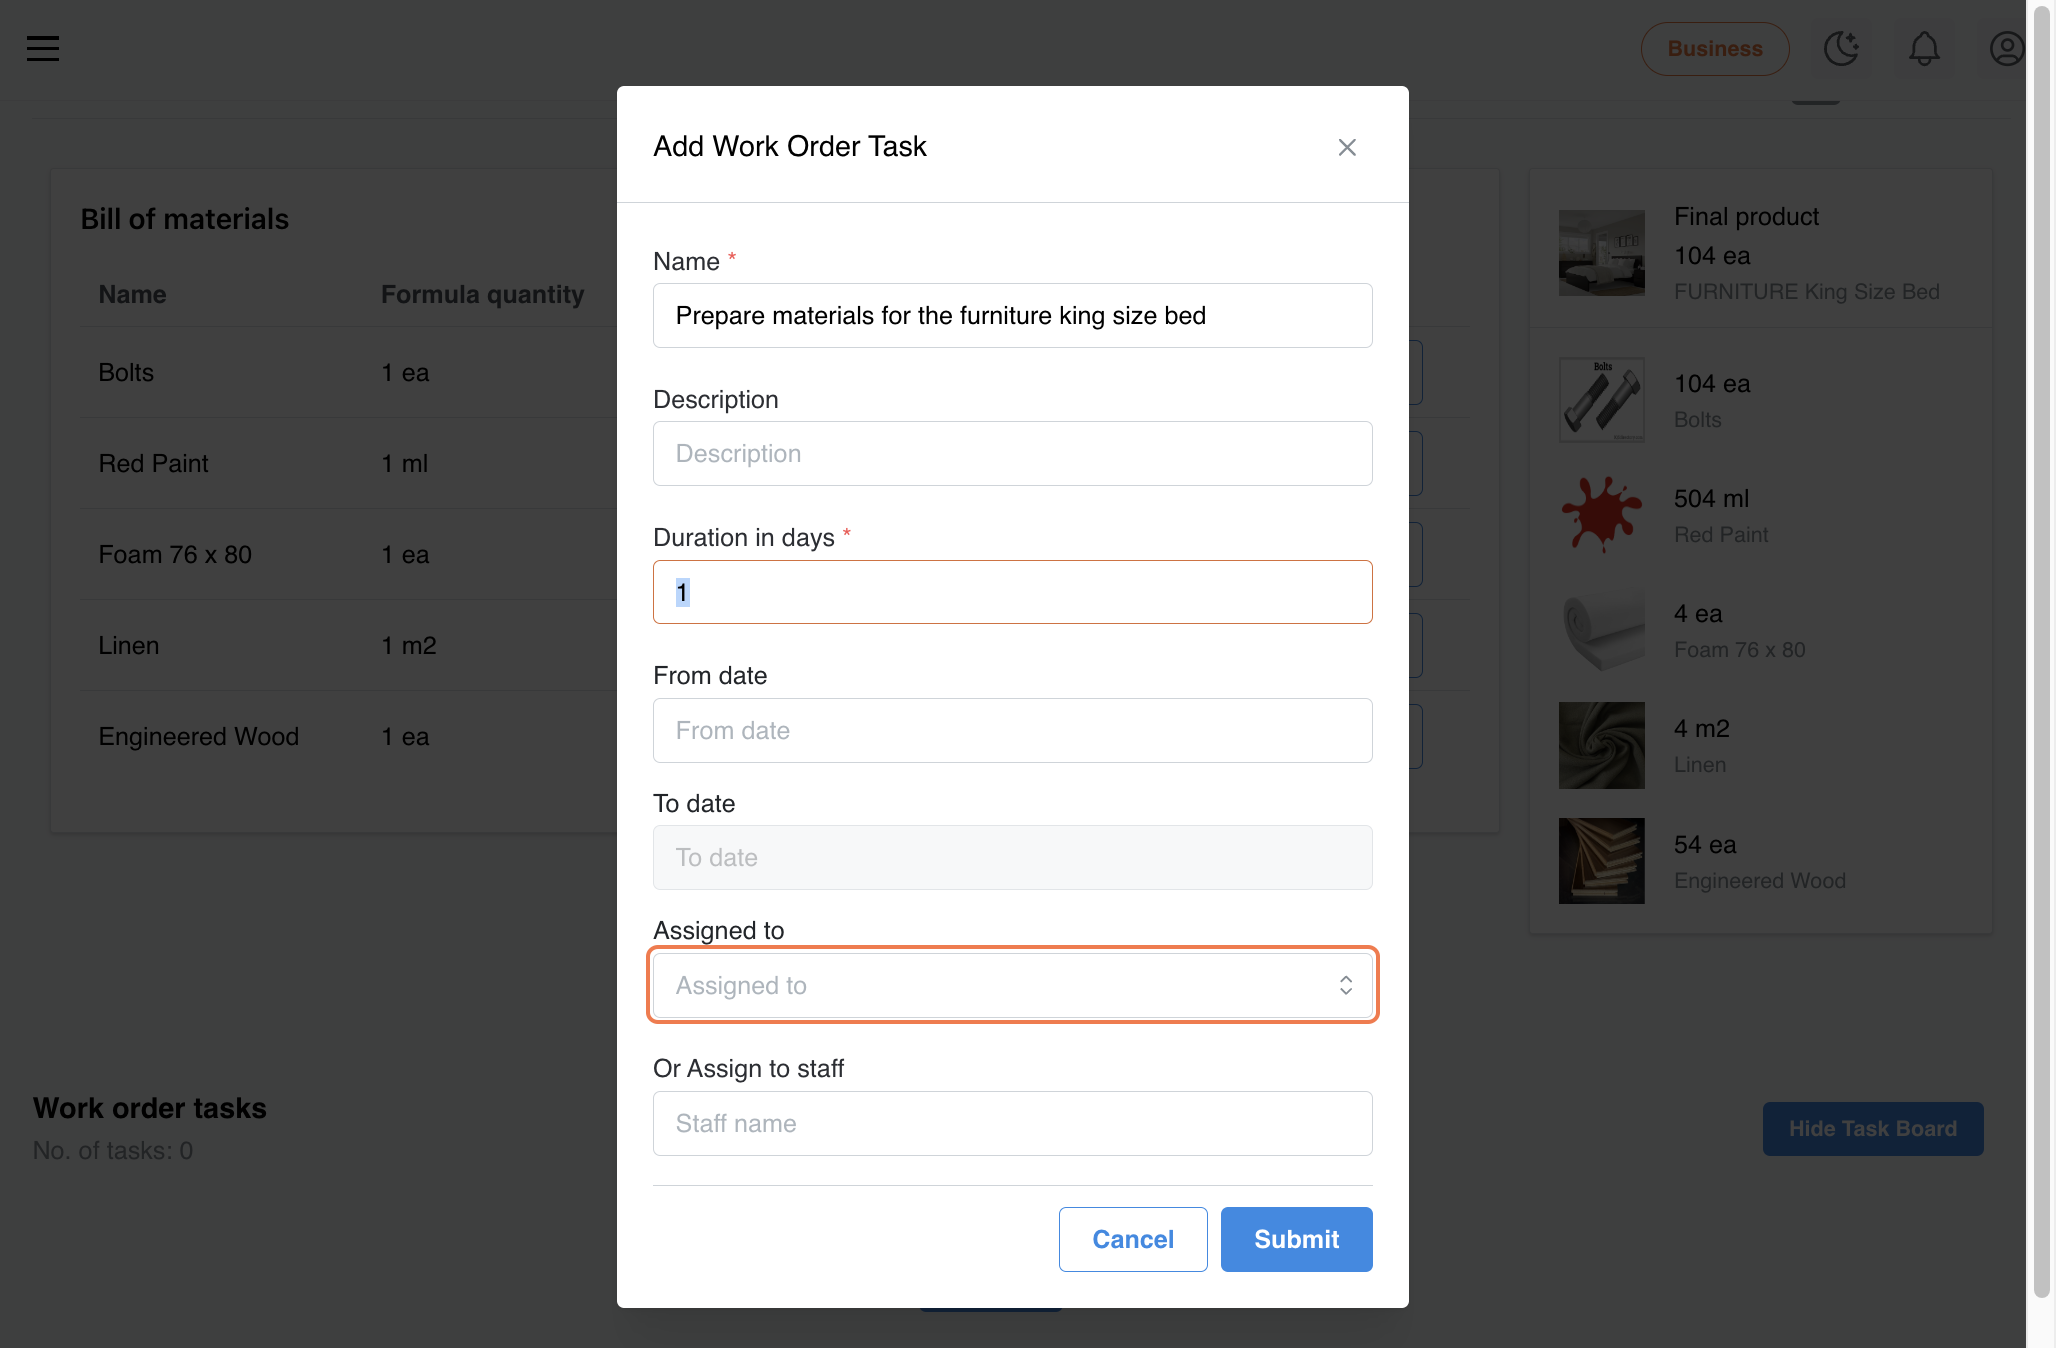 Business
Add Work Order Task
Name *
Prepare materials for the furniture king size bed
Description
Description
Duration in days *
1
From date
From date
To date
To date
Assigned to
Assigned to
Or Assign to staff
Staff name
Cancel
Submit
Bill of materials
Name Formula quantity
Bolts 1 ea
Red Paint 1 ml
Foam 76 x 80 1 ea
Linen 1 m2
Engineered Wood 1 ea
Final product
104 ea
FURNITURE King Size Bed
Bolts
104 ea
Bolts
504 ml
Red Paint
4 ea
Foam 76 x 80
4 m2
Linen
54 ea
Engineered Wood
Work order tasks
No. of tasks: 0
Hide Task Board